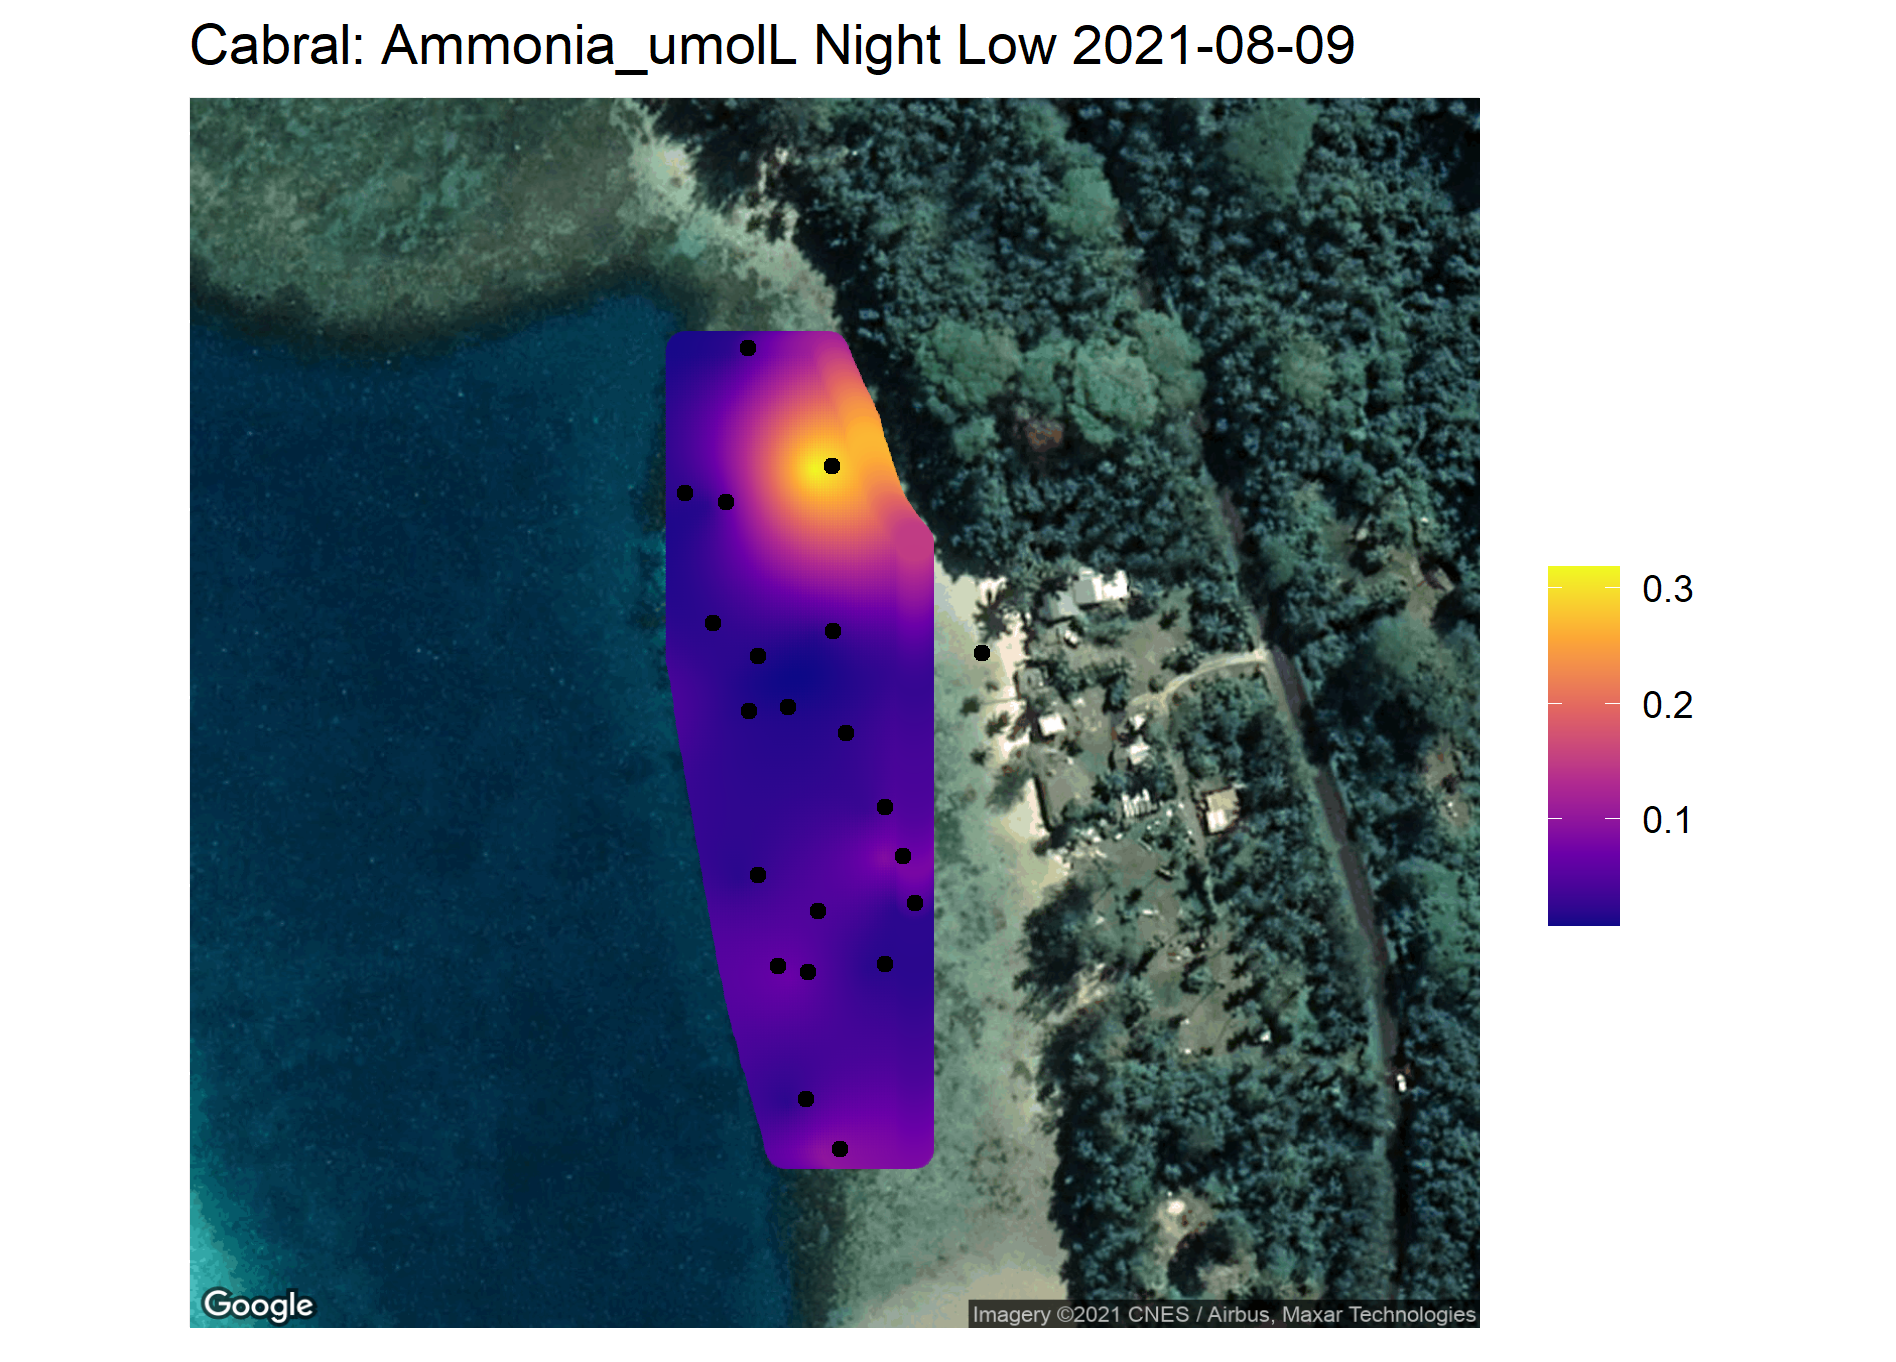 Cabral: Ammonia_umolL Night Low 2021-08-09
0.3
0.2
0.1
Google
Imagery ©2021 CNES / Airbus, Maxar Technologies